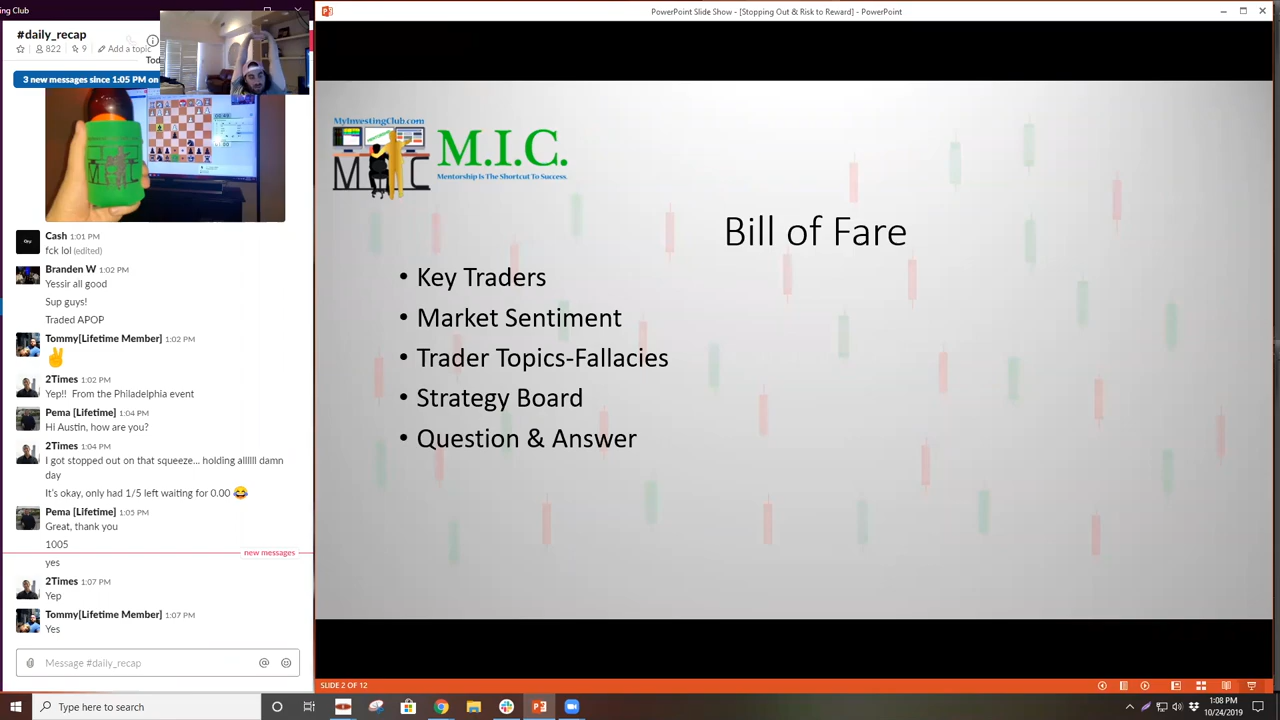 ing Club
#daily_recap
822
9
Add a topic
3 new messages since 1:05 PM on
Cash 1:01 PM
fck lol (edited)
Branden W 1:02 PM
Yessir all good
Sup guys!
Traded APOP
Tommy[Lifetime Member] 1:02 PM
2Times 1:02 PM
Yep!! From the Philadelphia event
Pema [Lifetime] 1:04 PM
Hi Austin, how are you?
2Times 1:04 PM
I got stopped out on that squeeze... holding allllll damn
day
It's okay, only had 1/5 left waiting for 0.00 😂
Pema [Lifetime] 1:05 PM
Great, thank you
1005
new messages
yes
2Times 1:07 PM
Yep
Tommy[Lifetime Member] 1:07 PM
Yes
Message #daily_recap
PowerPoint Slide Show - [Stopping Out & Risk to Reward] - PowerPoint
MyInvestingClub.com
MIC
M.I.C.
Mentorship Is The Shortcut To Success.
Bill of Fare
• Key Traders
• Market Sentiment
• Trader Topics-Fallacies
• Strategy Board
• Question & Answer
SLIDE 2 OF 12
Type here to search
1:08 PM
10/24/2019